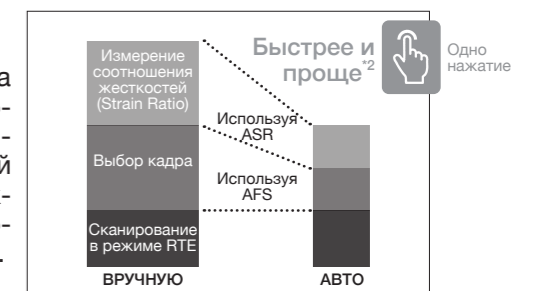 Измерение
соотношения
жесткостей
(Strain Ratio)
Выбор кадра
Сканирование
в режиме RTE
ВРУЧНУЮ
Используя
ASR
Используя
AFS
Быстрее и
проще*2
Одно
нажатие
АВТО